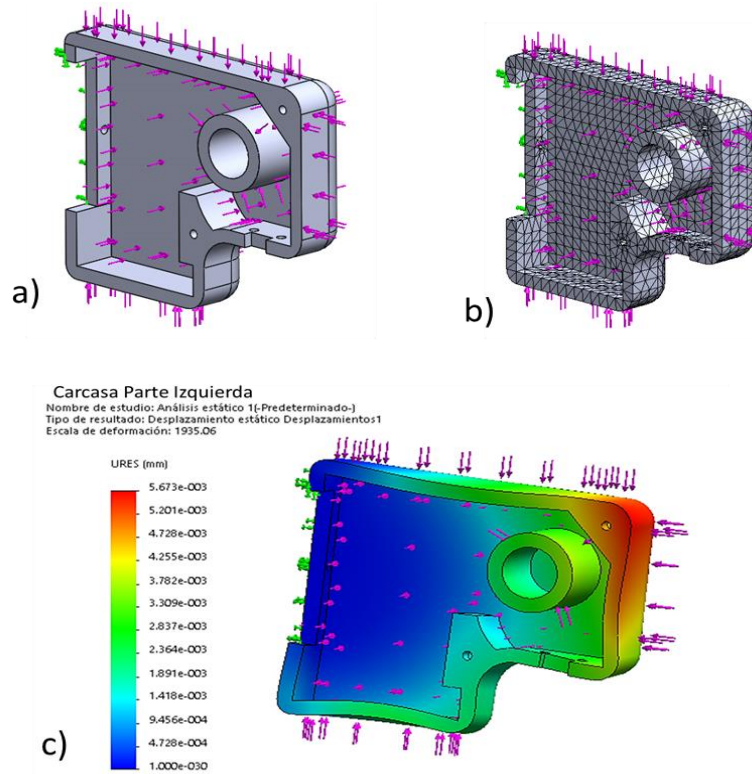 a)
b)
Carcasa Parte Izquierda
Nombre de estudio: Análisis estático 1(-Predeterminado-)
Tipo de resultado: Desplazamiento estático Desplazamientos1
Escala de deformación: 1935.06
URES (mm)
5.673e-003
5.201e-003
4.728e-003
4.255e-003
3.782e-003
3.309e-003
2.837e-003
2.364e-003
1.891e-003
1.418e-003
9.456e-004
4.728e-004
1.000e-030
c)